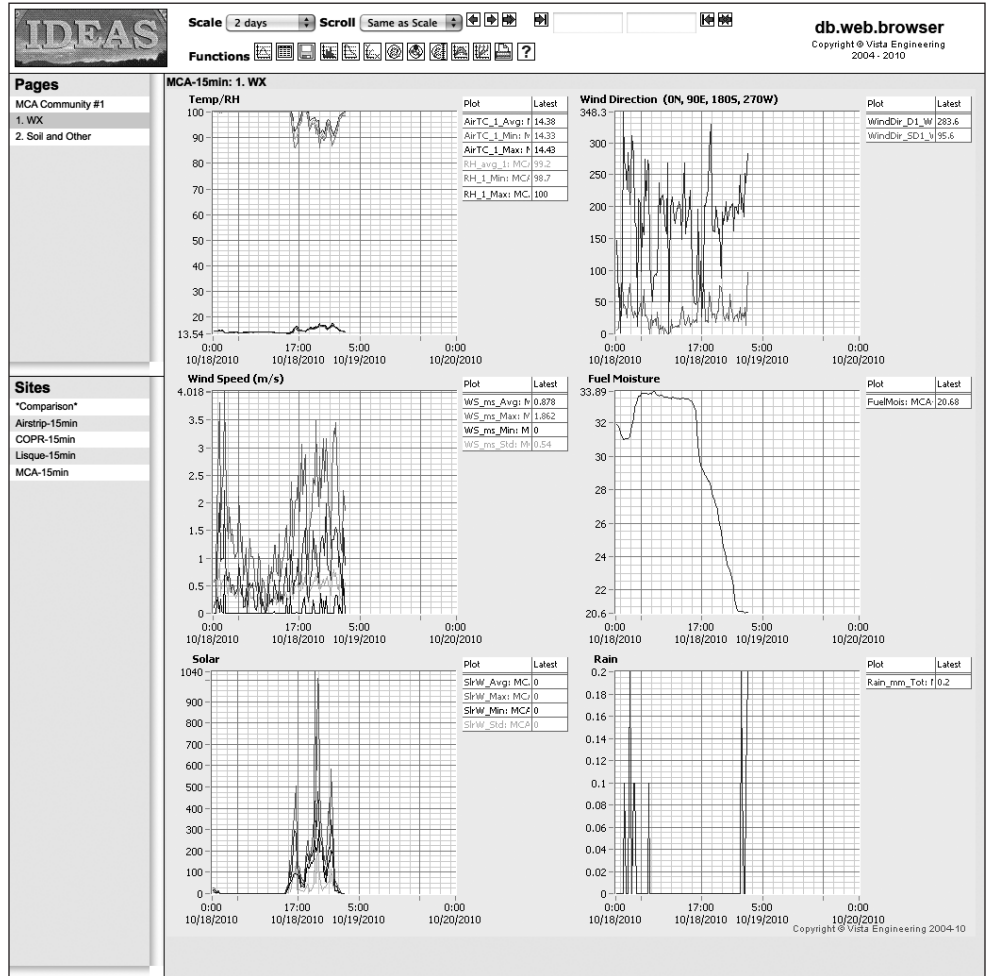 IDEAS
Scale 2 days Scroll Same as Scale
Functions ?
db.web.browser
Copyright © Vista Engineering
2004 - 2010
Pages
MCA Community #1
1. WX
2. Soil and Other
Sites
*Comparison*
Airstrip-15min
COPR-15min
Lisque-15min
MCA-15min
MCA-15min: 1. WX
Temp/RH
100
90
80
70
60
50
40
30
20
13.54
0:00 17:00 5:00 0:00
10/18/2010 10/18/2010 10/19/2010 10/20/2010
Plot Latest
AirTC_1_Avg: 14.38
AirTC_1_Min: 14.33
AirTC_1_Max: 14.43
RH_avg_1: MC 99.2
RH_1_Min: MC 98.7
RH_1_Max: MC. 100
Wind Direction (0N, 90E, 180S, 270W)
348.3
300
250
200
150
100
50
0
0:00 17:00 5:00 0:00
10/18/2010 10/18/2010 10/19/2010 10/20/2010
Plot Latest
WindDir_D1_W 283.6
WindDir_SD1_ 95.6
Wind Speed (m/s)
4.018
3.5
3
2.5
2
1.5
1
0.5
0
0:00 17:00 5:00 0:00
10/18/2010 10/18/2010 10/19/2010 10/20/2010
Plot Latest
WS_ms_Avg: 0.878
WS_ms_Max: 1.862
WS_ms_Min: M 0
WS_ms_Std: M 0.54
Fuel Moisture
33.89
32
30
28
26
24
22
20.6
0:00 17:00 5:00 0:00
10/18/2010 10/18/2010 10/19/2010 10/20/2010
Plot Latest
FuelMois: MCA- 20.68
Solar
1040
900
800
700
600
500
400
300
200
100
0
0:00 17:00 5:00 0:00
10/18/2010 10/18/2010 10/19/2010 10/20/2010
Plot Latest
SlrW_Avg: MC. 0
SlrW_Max: MC 0
SlrW_Min: MCA 0
SlrW_Std: MCA 0
Rain
0.2
0.18
0.16
0.14
0.12
0.1
0.08
0.06
0.04
0.02
0
0:00 17:00 5:00 0:00
10/18/2010 10/18/2010 10/19/2010 10/20/2010
Plot Latest
Rain_mm_Tot: 0.2
Copyright © Vista Engineering 2004-10